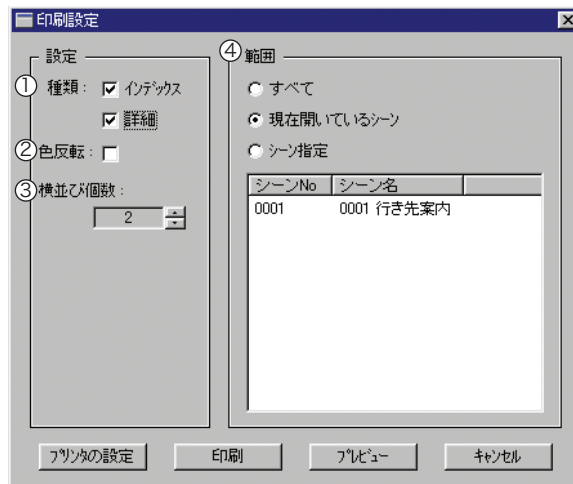 印刷設定
設定
① 種類： インデックス
詳細
② 色反転：
③ 横並び個数：
2
④ 範囲
すべて
現在開いているシーン
シーン指定
シーンNo シーン名
0001 0001 行き先案内
プリンタの設定 印刷 プレビュー キャンセル